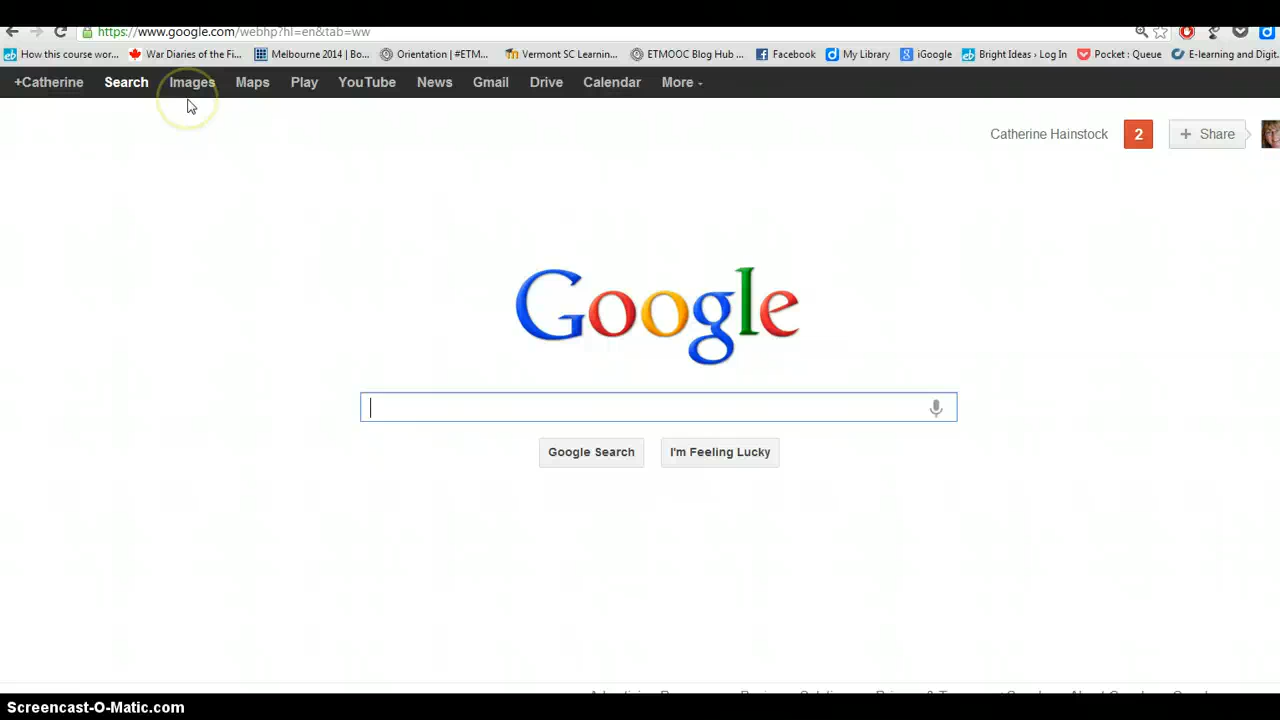 https://www.google.com/webhp?hl=en&tab=ww
How this course wor... War Diaries of the Fi... Melbourne 2014 | Bo... Orientation | #ETM... Vermont SC Learnin... ETMOOC Blog Hub ... Facebook My Library iGoogle Bright Ideas › Log In Pocket : Queue E-learning and Digit...
+Catherine Search Images Maps Play YouTube News Gmail Drive Calendar More
Catherine Hainstock 2 + Share
Google
Google Search I'm Feeling Lucky
Screencast-O-Matic.com